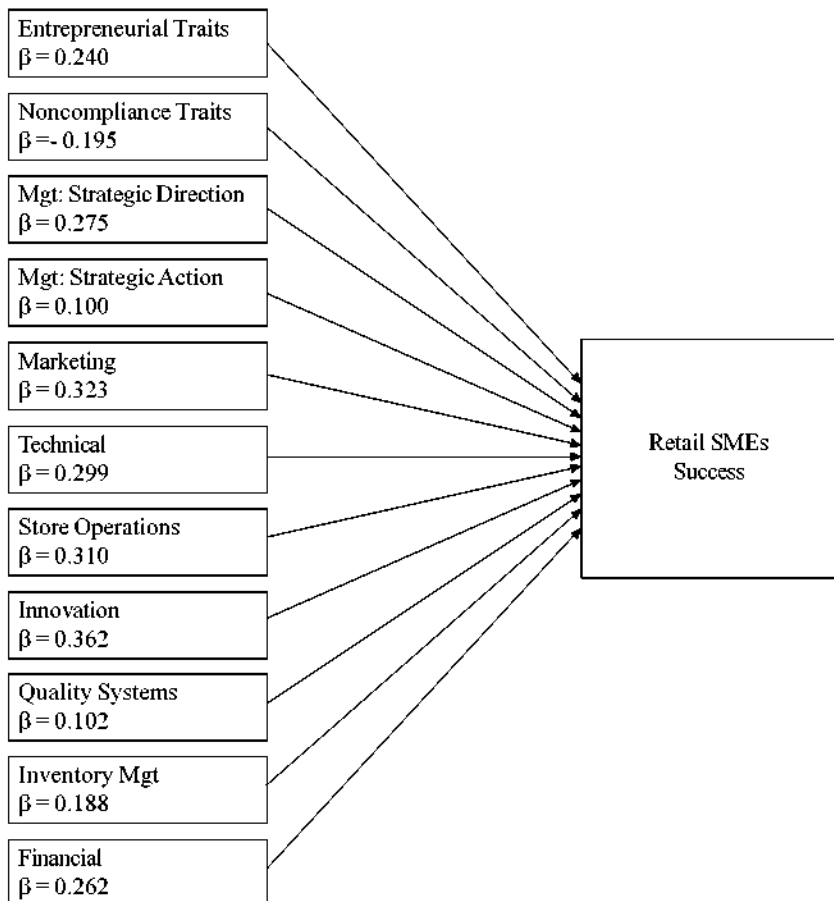 Entrepreneurial Traits
β = 0.240
Noncompliance Traits
β =- 0.195
Mgt: Strategic Direction
β = 0.275
Mgt: Strategic Action
β = 0.100
Marketing
β = 0.323
Technical
β = 0.299
Store Operations
β = 0.310
Innovation
β = 0.362
Quality Systems
β = 0.102
Inventory Mgt
β = 0.188
Financial
β = 0.262
Retail SMEs
Success